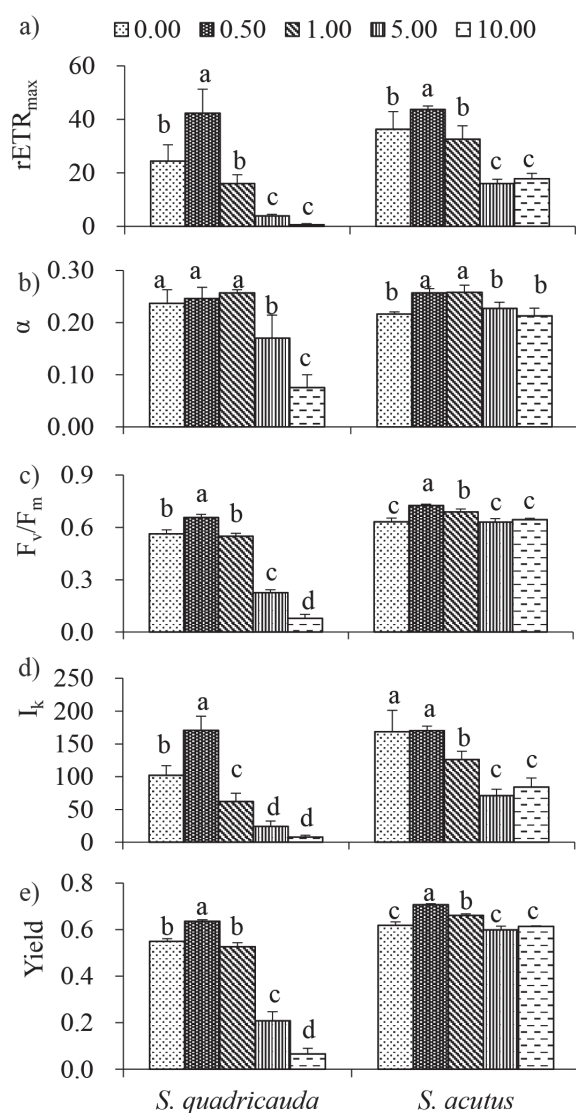 a) 0.00 0.50 1.00 5.00 10.00
60
40
20
0
rETRmax
b a b c c
b a b c c
b)
0.30
0.20
0.10
0.00
α
a a a b c
b a a b b
c)
0.9
0.6
0.3
0.0
Fv/Fm
b a b c d
c a b c c
d)
250
200
150
100
50
0
Ik
b a c d d
a a b c c
e)
0.8
0.6
0.4
0.2
0
Yield
b a b c d
c a b c c
S. quadricauda S. acutus